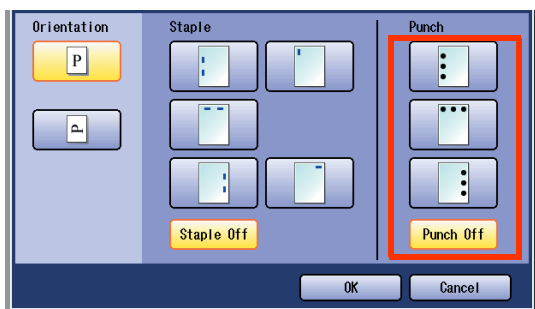 Orientation
Staple
Punch
P
P
Staple Off
Punch Off
OK
Cancel